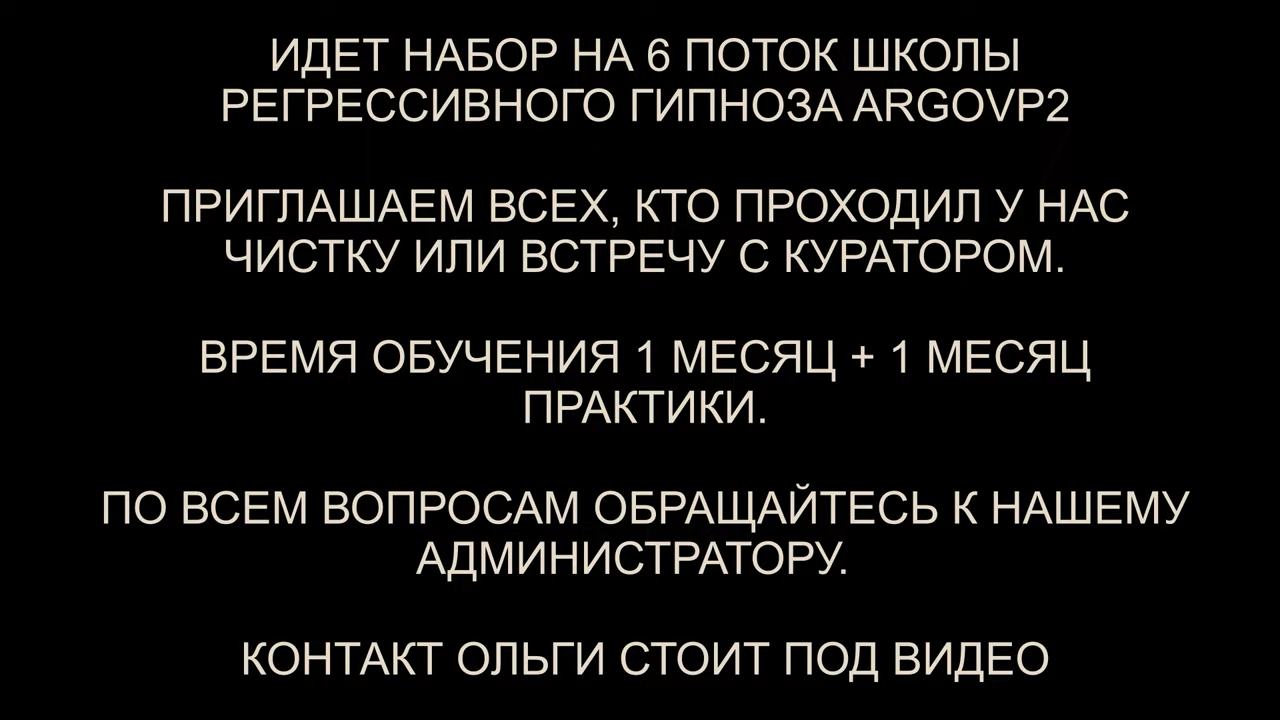 ИДЕТ НАБОР НА 6 ПОТОК ШКОЛЫ
РЕГРЕССИВНОГО ГИПНОЗА ARGOVP2
ПРИГЛАШАЕМ ВСЕХ, КТО ПРОХОДИЛ У НАС
ЧИСТКУ ИЛИ ВСТРЕЧУ С КУРАТОРОМ.
ВРЕМЯ ОБУЧЕНИЯ 1 МЕСЯЦ + 1 МЕСЯЦ
ПРАКТИКИ.
ПО ВСЕМ ВОПРОСАМ ОБРАЩАЙТЕСЬ К НАШЕМУ
АДМИНИСТРАТОРУ.
КОНТАКТ ОЛЬГИ СТОИТ ПОД ВИДЕО